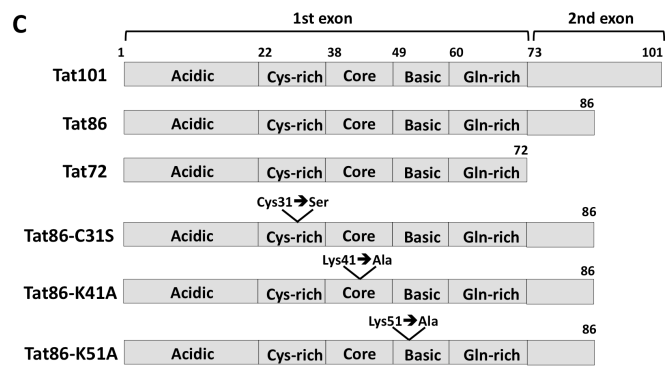 C
1st exon 2nd exon
1 22 38 49 60 73 101
Tat101 Acidic Cys-rich Core Basic Gln-rich
86
Tat86 Acidic Cys-rich Core Basic Gln-rich
72
Tat72 Acidic Cys-rich Core Basic Gln-rich
Cys31➔Ser
86
Tat86-C31S Acidic Cys-rich Core Basic Gln-rich
Lys41➔Ala
86
Tat86-K41A Acidic Cys-rich Core Basic Gln-rich
Lys51➔Ala
86
Tat86-K51A Acidic Cys-rich Core Basic Gln-rich